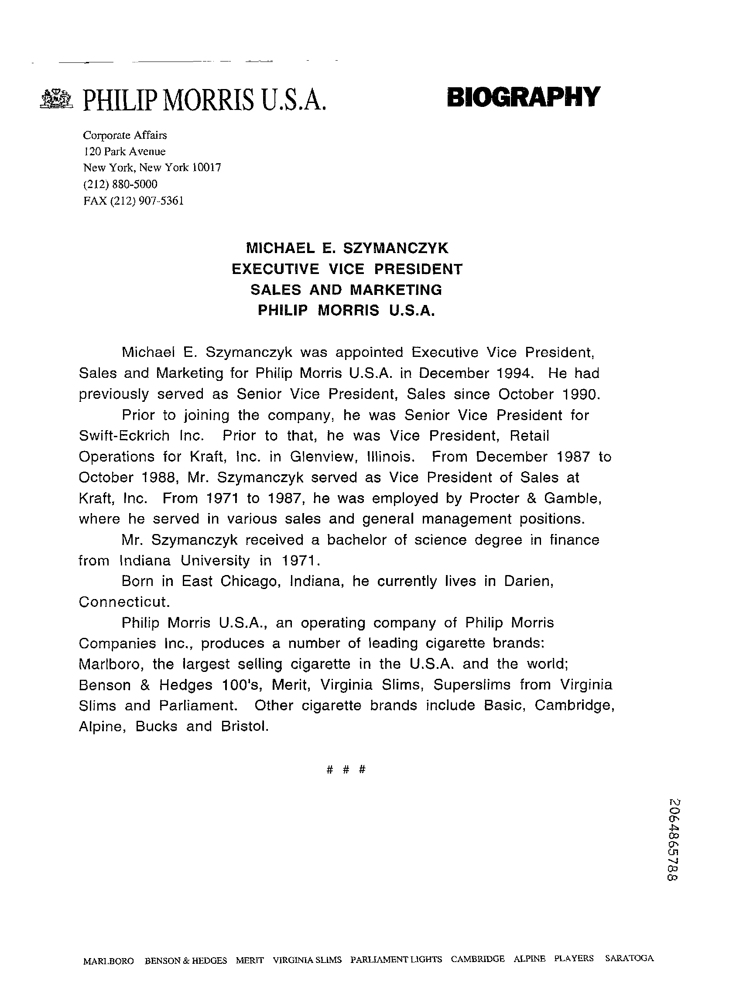 PHILIP MORRIS U.S.A. BIOGRAPHY
Corporate Affairs
120 Park Avenue
New York, New York 10017
(212) 880-5000
FAX (212) 907-5361
MICHAEL E. SZYMANCZYK
EXECUTIVE VICE PRESIDENT
SALES AND MARKETING
PHILIP MORRIS U.S.A.
Michael E. Szymanczyk was appointed Executive Vice President,
Sales and Marketing for Philip Morris U.S.A. in December 1994. He had
previously served as Senior Vice President, Sales since October 1990.
Prior to joining the company, he was Senior Vice President for
Swift-Eckrich Inc. Prior to that, he was Vice President, Retail
Operations for Kraft, Inc. in Glenview, Illinois. From December 1987 to
October 1988, Mr. Szymanczyk served as Vice President of Sales at
Kraft, Inc. From 1971 to 1987, he was employed by Procter & Gamble,
where he served in various sales and general management positions.
Mr. Szymanczyk received a bachelor of science degree in finance
from Indiana University in 1971.
Born in East Chicago, Indiana, he currently lives in Darien,
Connecticut.
Philip Morris U.S.A., an operating company of Philip Morris
Companies Inc., produces a number of leading cigarette brands:
Marlboro, the largest selling cigarette in the U.S.A. and the world;
Benson & Hedges 100's, Merit, Virginia Slims, Superslims from Virginia
Slims and Parliament. Other cigarette brands include Basic, Cambridge,
Alpine, Bucks and Bristol.
# # #
2064865788
MARLBORO BENSON & HEDGES MERIT VIRGINIA SLIMS PARLIAMENT LIGHTS CAMBRIDGE ALPINE PLAYERS SARATOGA